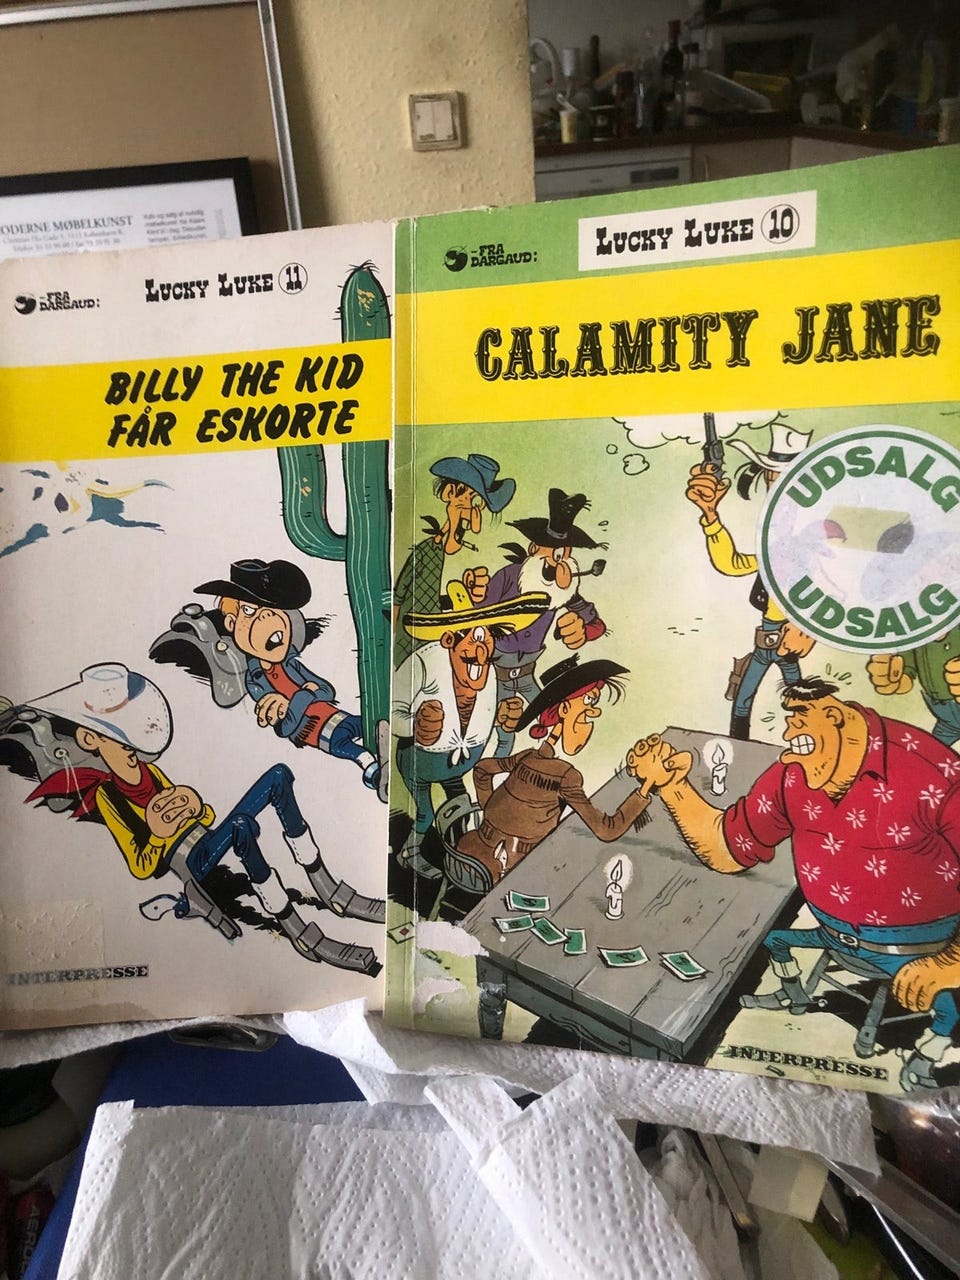 ODERNE MØBELKUNST
-FRA
DARGAUD:
LUCKY LUKE 11
BILLY THE KID
FÅR ESKORTE
INTERPRESSE
-FRA
DARGAUD:
LUCKY LUKE 10
CALAMITY JANE
UDSALG
UDSALG
INTERPRESSE